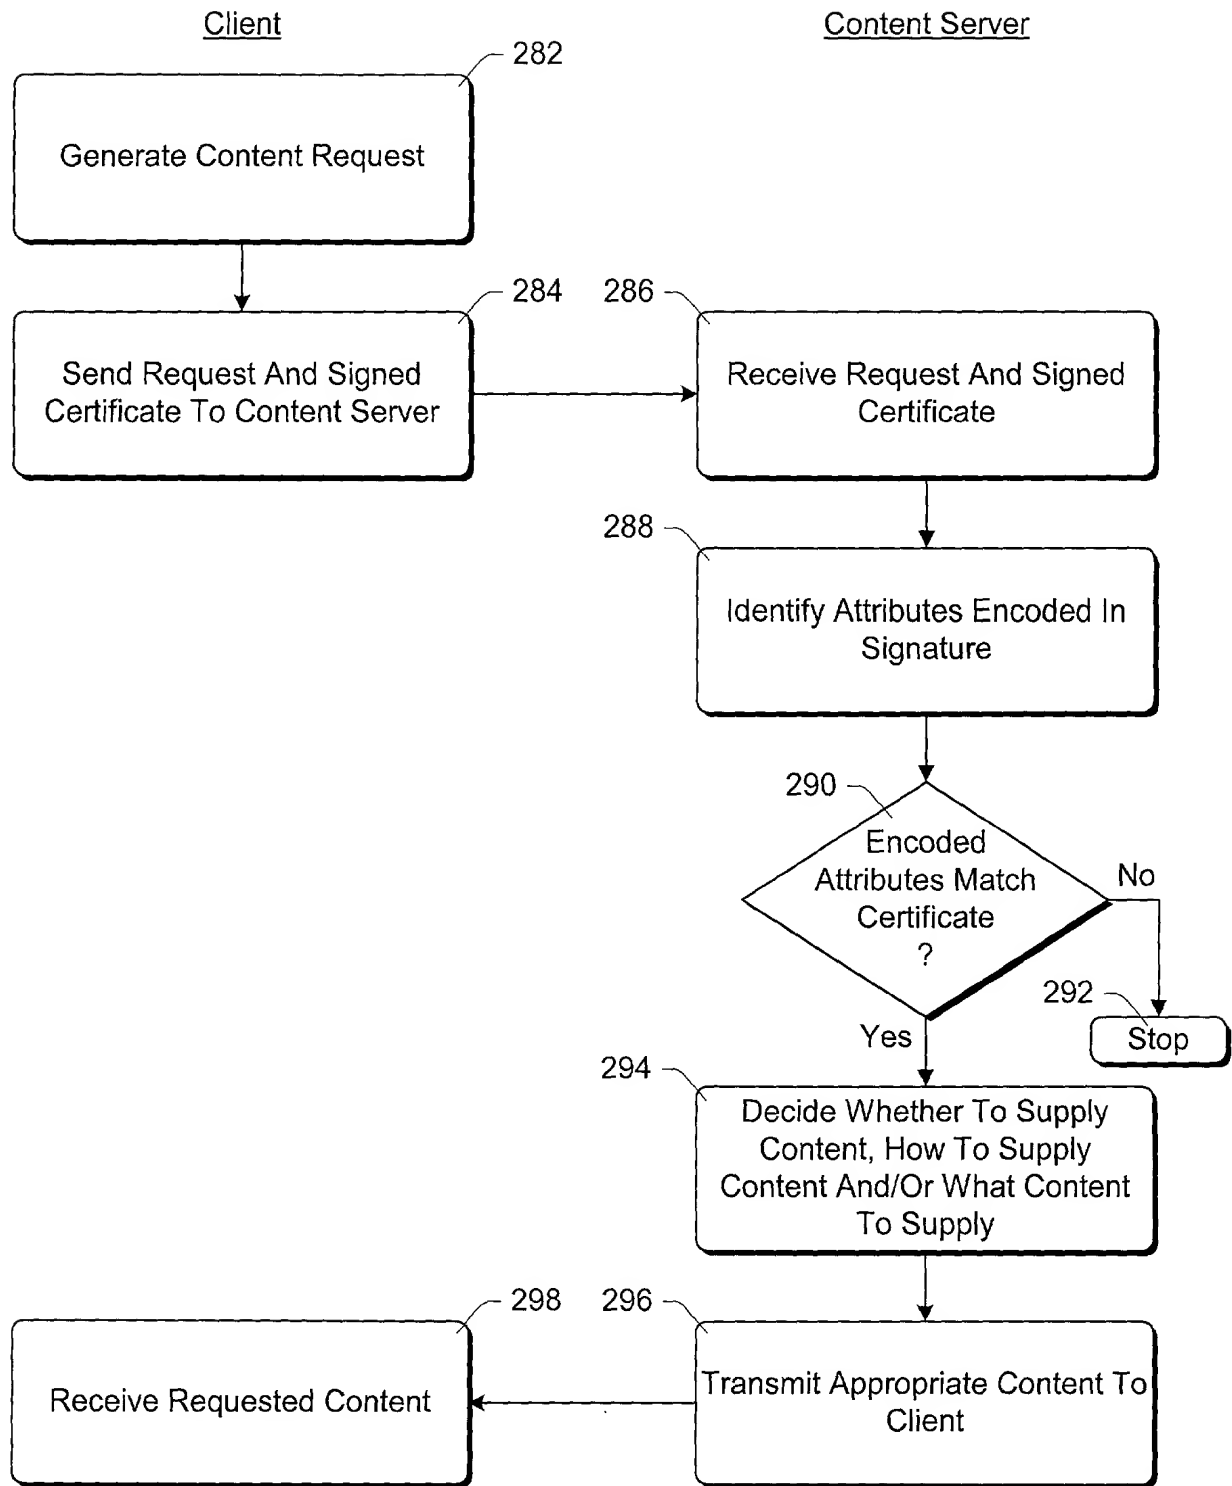 Client
Content Server
282
Generate Content Request
284
286
Send Request And Signed
Certificate To Content Server
Receive Request And Signed
Certificate
288
Identify Attributes Encoded In
Signature
290
Encoded
Attributes Match
Certificate
?
No
292
Stop
Yes
294
Decide Whether To Supply
Content, How To Supply
Content And/Or What Content
To Supply
298
296
Receive Requested Content
Transmit Appropriate Content To
Client